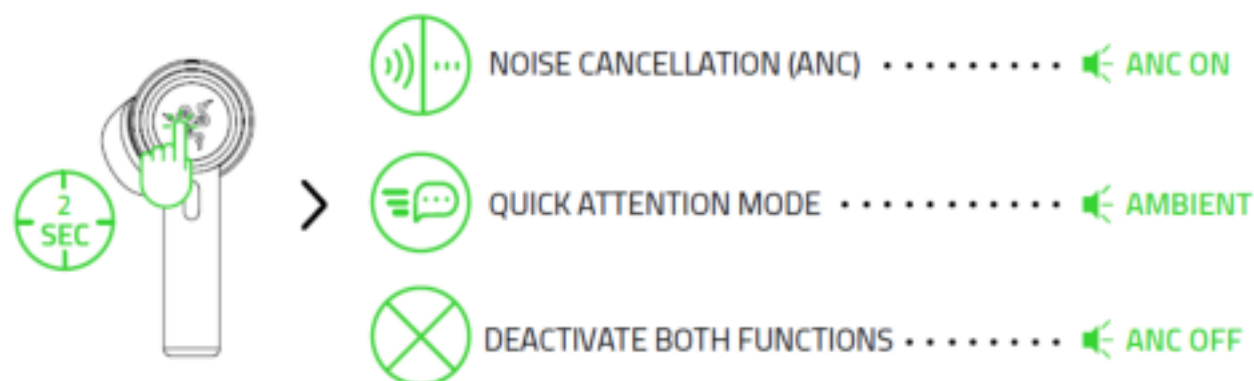 NOISE CANCELLATION (ANC) · · · · · · · · · ANC ON
2
SEC
QUICK ATTENTION MODE · · · · · · · · · · · AMBIENT
DEACTIVATE BOTH FUNCTIONS · · · · · · · · ANC OFF